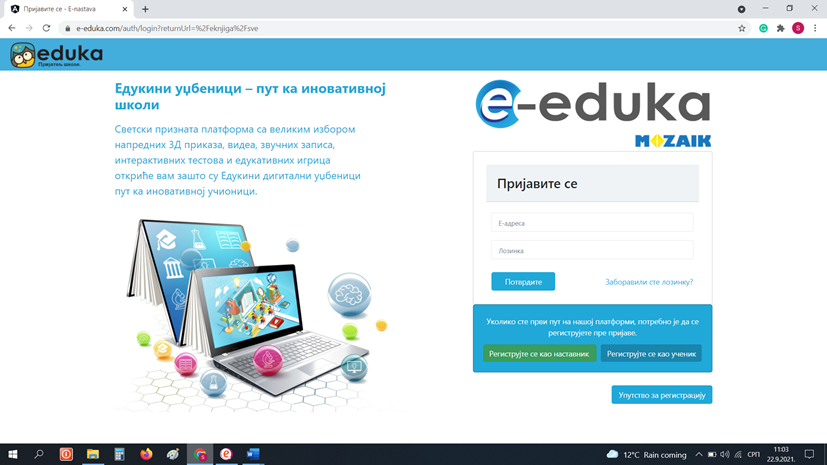 Пријавите се - E-nastava
e-eduka.com/auth/login?returnUrl=%2Feknjiga%2Fsve
S
eduka
Пријатељ школе
Едукини уџбеници – пут ка иновативној
школи
Светски призната платформа са великим избором
напредних 3Д приказа, видеа, звучних записа,
интерактивних тестова и едукативних игрица
открића вам зашто су Едукини дигитални уџбеници
пут ка иновативној учионици.
e-eduka
MOZAIK
Пријавите се
Е-адреса
Лозинка
Потврдите
Заборавили сте лозинку?
Уколико сте први пут на нашој платформи, потребно је да се
региструјете пре пријаве.
Региструјте се као наставник
Региструјте се као ученик
Упутство за регистрацију
12°C Rain coming
СРП
11:03
22.9.2021.